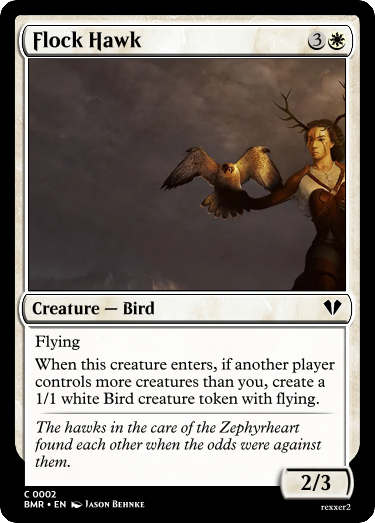 Flock Hawk 3
Creature — Bird
Flying
When this creature enters, if another player
controls more creatures than you, create a
1/1 white Bird creature token with flying.
The hawks in the care of the Zephyrheart
found each other when the odds were against
them.
2/3
C 0002
BMR • EN Jason Behnke
rexxer2